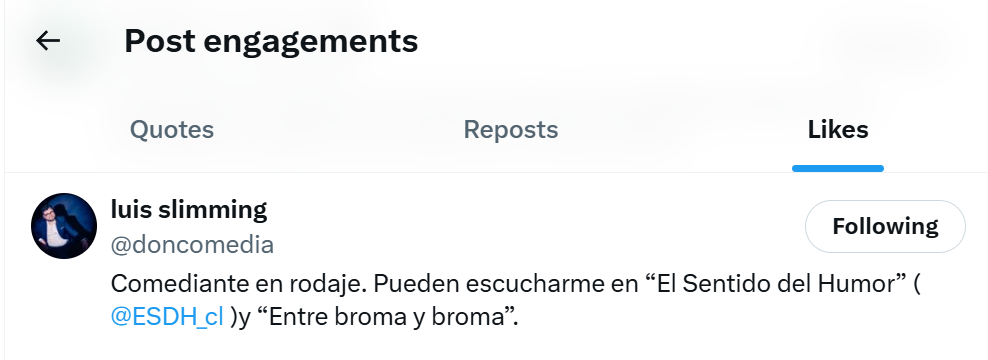 Post engagements
Quotes Reposts Likes
luis slimming
@doncomedia
Following
Comediante en rodaje. Pueden escucharme en “El Sentido del Humor” (
@ESDH_cl )y “Entre broma y broma”.